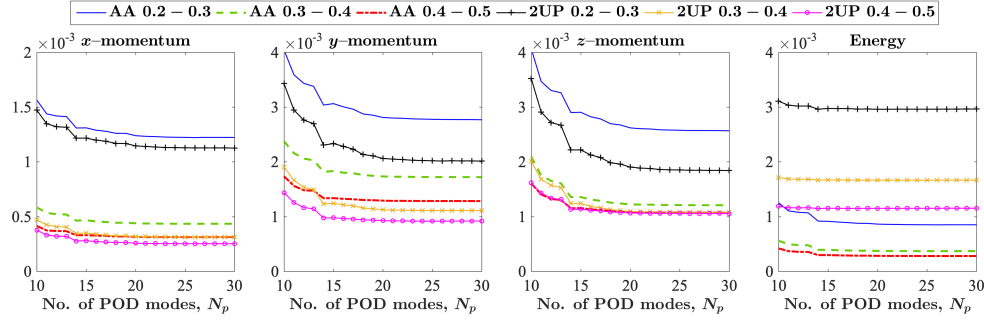 AA 0.2 − 0.3 AA 0.3 − 0.4 AA 0.4 − 0.5 2UP 0.2 − 0.3 2UP 0.3 − 0.4 2UP 0.4 − 0.5
×10⁻³ x–momentum
2
1.5
1
0.5
0
10 15 20 25 30
No. of POD modes, Nₚ
×10⁻³ y–momentum
4
3
2
1
0
10 15 20 25 30
No. of POD modes, Nₚ
×10⁻³ z–momentum
4
3
2
1
0
10 15 20 25 30
No. of POD modes, Nₚ
×10⁻³ Energy
4
3
2
1
0
10 15 20 25 30
No. of POD modes, Nₚ